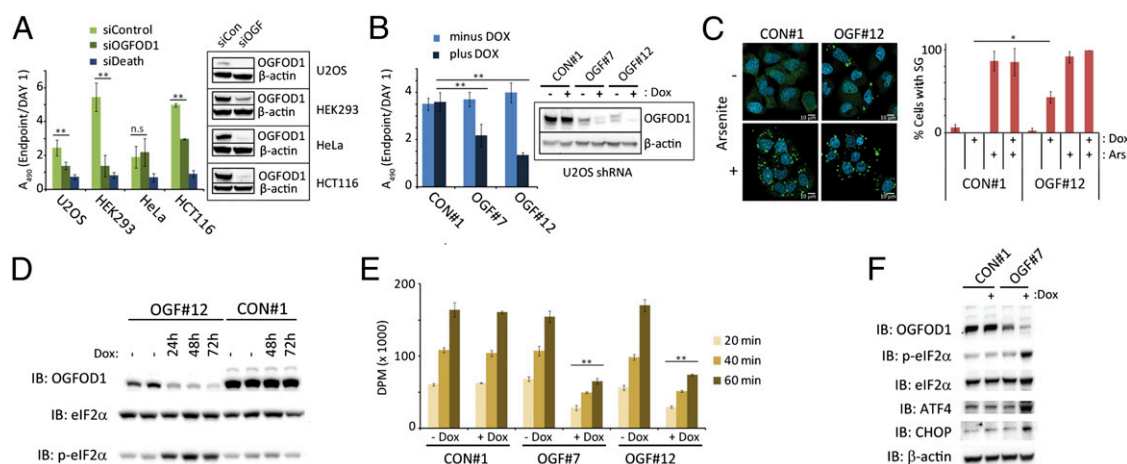 A
siControl
siOGFOD1
siDeath
A490 (Endpoint/DAY 1)
6
4
2
0
**
**
n.s
**
U2OS
HEK293
HeLa
HCT116
siCon
siOGF
OGFOD1
β-actin
U2OS
OGFOD1
β-actin
HEK293
OGFOD1
β-actin
HeLa
OGFOD1
β-actin
HCT116
B
minus DOX
plus DOX
A490 (Endpoint/DAY 1)
4
3
2
1
0
**
**
CON#1
OGF#7
OGF#12
CON#1 OGF#7 OGF#12
- + - + - + : Dox
OGFOD1
β-actin
U2OS shRNA
C
CON#1 OGF#12
-
+
Arsenite
10 µm
10 µm
10 µm
10 µm
% Cells with SG
100
50
0
*
+ + + + : Dox
+ + + + : Ars
CON#1 OGF#12
D
OGF#12 CON#1
Dox: - - 24h 48h 72h - - 48h 72h
IB: OGFOD1
IB: eIF2α
IB: p-eIF2α
E
DPM (x 1000)
200
100
0
**
**
20 min
40 min
60 min
- Dox + Dox - Dox + Dox - Dox + Dox
CON#1 OGF#7 OGF#12
F
CON#1 OGF#7
+ + :Dox
IB: OGFOD1
IB: p-eIF2α
IB: eIF2α
IB: ATF4
IB: CHOP
IB: β-actin